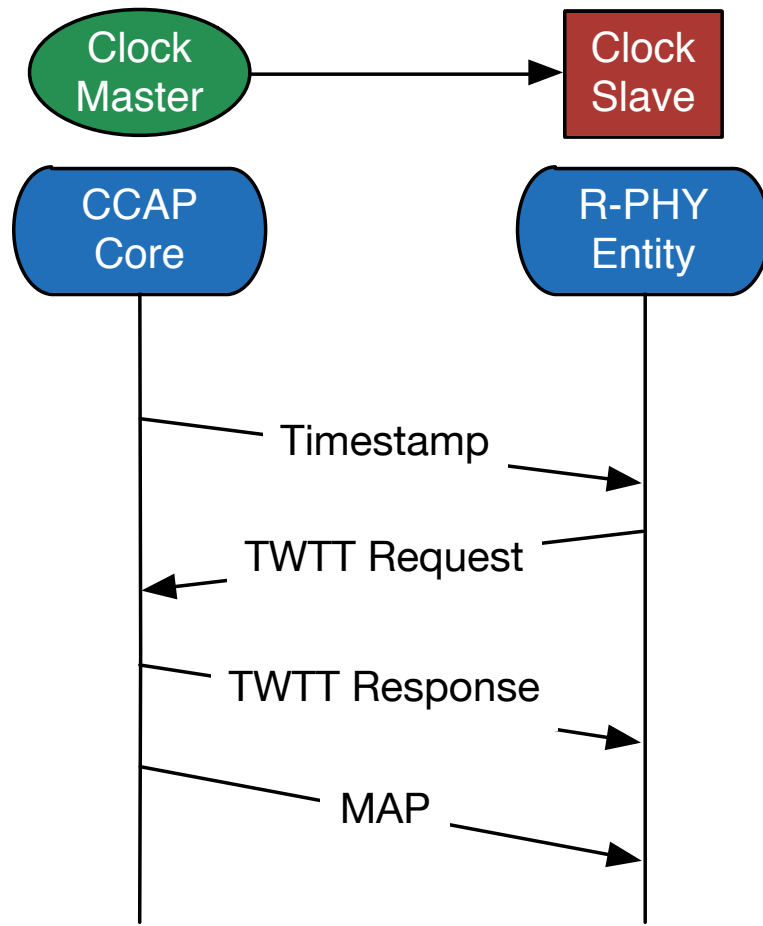 Clock
Master
Clock
Slave
CCAP
Core
R-PHY
Entity
Timestamp
TWTT Request
TWTT Response
MAP